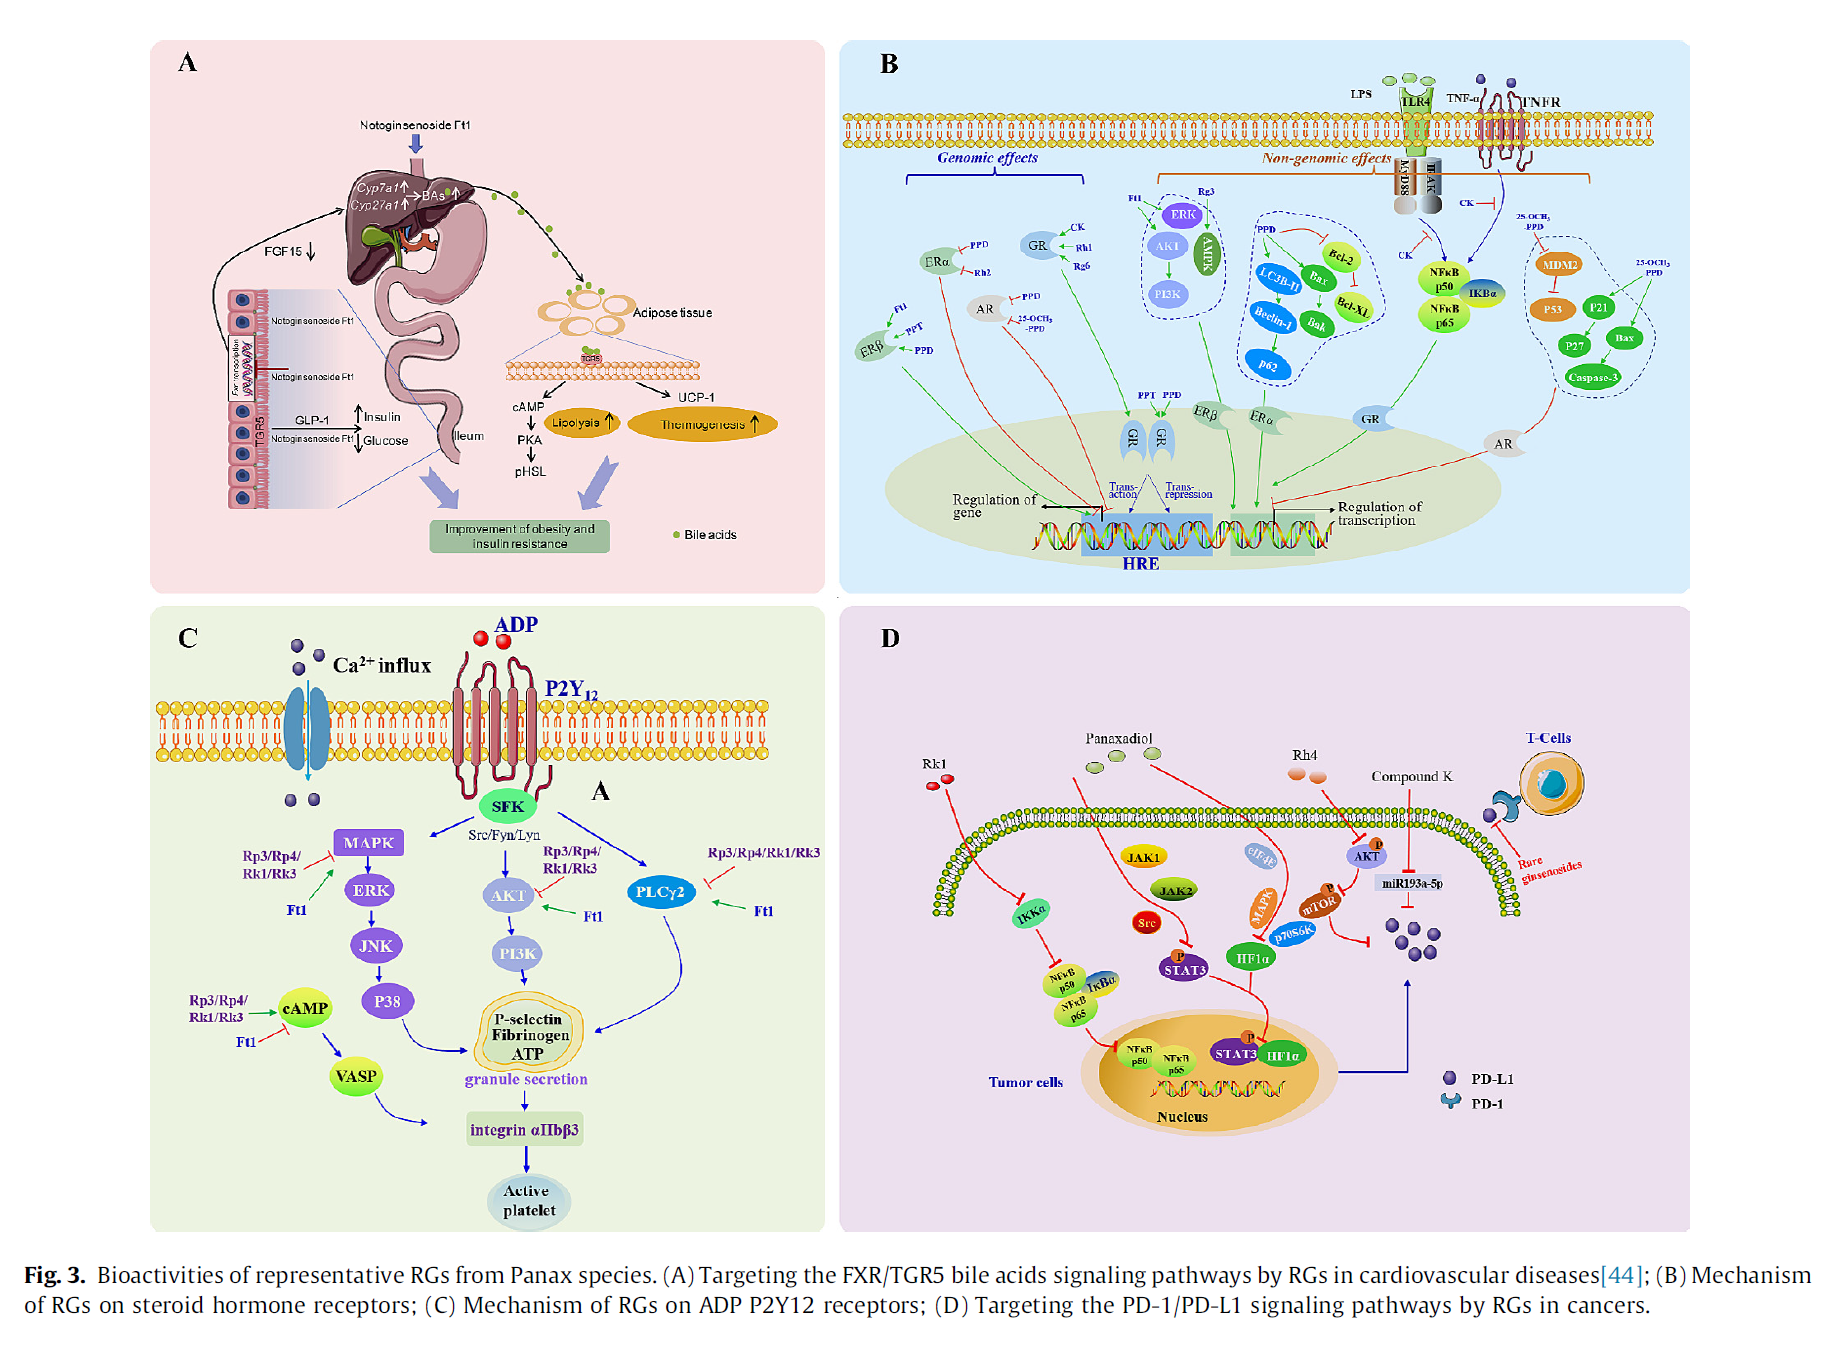 A
Notoginsenoside Ft1
Cyp7a1
Cyp27a1
BAs
FGF15
Notoginsenoside Ft1
Fxr transcription
Notoginsenoside Ft1
TGR5
GLP-1
Insulin
Notoginsenoside Ft1
Glucose
Ileum
Adipose tissue
TGR5
cAMP
UCP-1
Lipolysis
Thermogenesis
PKA
pHSL
Improvement of obesity and
insulin resistance
Bile acids
B
LPS
TLR4
TNF-α
TNFR
Genomic effects
Non-genomic effects
MyD88
IRAK
CK
CK
ERα
PPD
Rh2
GR
CK
Rh1
Rg6
AR
PPD
25-OCH3
-PPD
ERβ
Ft1
PPT
PPD
Ft1
Rg3
ERK
AKT
AMPK
PI3K
PPD
Bcl-2
LC3B-II
Bax
Bcl-XL
Beclin-1
Bak
p62
NFκB
p50
IKBα
NFκB
p65
25-OCH3
-PPD
MDM2
P53
25-OCH3
PPD
P21
P27
Bax
Caspase-3
PPT PPD
GR
GR
ERβ
ERα
GR
AR
Trans-
action
Trans-
repression
Regulation of
gene
Regulation of
transcription
HRE
C
ADP
Ca2+ influx
P2Y12
A
SFK
Src/Fyn/Lyn
MAPK
Rp3/Rp4/
Rk1/Rk3
Ft1
ERK
JNK
P38
Rp3/Rp4/
Rk1/Rk3
AKT
Ft1
PI3K
Rp3/Rp4/Rk1/Rk3
PLCγ2
Ft1
Rp3/Rp4/
Rk1/Rk3
cAMP
Ft1
VASP
P-selectin
Fibrinogen
ATP
granule secretion
integrin αIIbβ3
Active
platelet
D
Rk1
Panaxadiol
Rh4
Compound K
T-Cells
JAK1
JAK2
Src
eIF4E
MAPK
p70S6K
P
AKT
P
mTOR
miR193a-5p
Rare
ginsenosides
IKKα
NFκB
p50
IκBα
NFκB
p65
P
STAT3
HF1α
NFκB
p50
NFκB
p65
P
STAT3
HF1α
Tumor cells
Nucleus
PD-L1
PD-1
Fig. 3. Bioactivities of representative RGs from Panax species. (A) Targeting the FXR/TGR5 bile acids signaling pathways by RGs in cardiovascular diseases[44]; (B) Mechanism
of RGs on steroid hormone receptors; (C) Mechanism of RGs on ADP P2Y12 receptors; (D) Targeting the PD-1/PD-L1 signaling pathways by RGs in cancers.